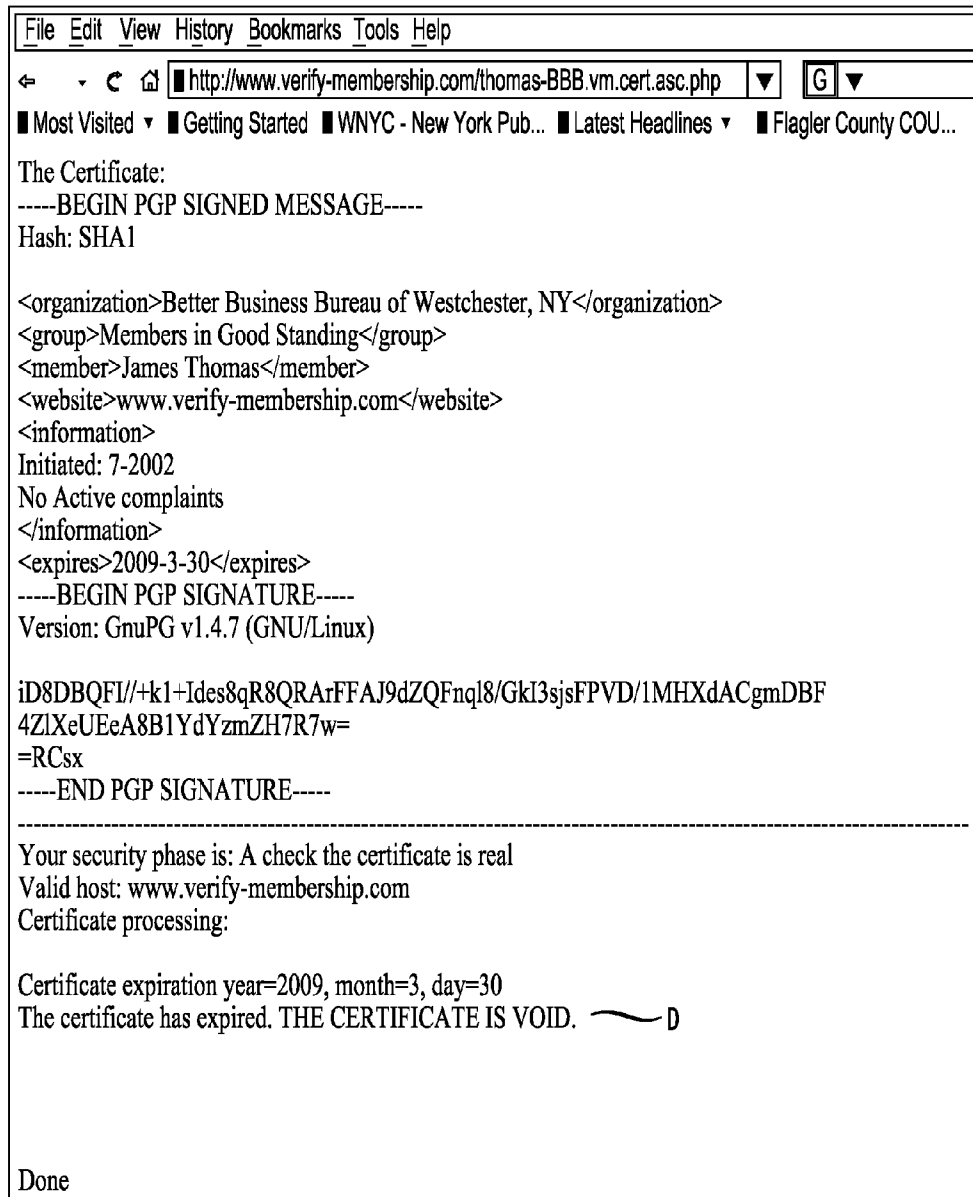 File Edit View History Bookmarks Tools Help
http://www.verify-membership.com/thomas-BBB.vm.cert.asc.php G
Most Visited Getting Started WNYC - New York Pub... Latest Headlines Flagler County COU...
The Certificate:
-----BEGIN PGP SIGNED MESSAGE-----
Hash: SHA1
<organization>Better Business Bureau of Westchester, NY</organization>
<group>Members in Good Standing</group>
<member>James Thomas</member>
<website>www.verify-membership.com</website>
<information>
Initiated: 7-2002
No Active complaints
</information>
<expires>2009-3-30</expires>
-----BEGIN PGP SIGNATURE-----
Version: GnuPG v1.4.7 (GNU/Linux)
iD8DBQFI//+k1+Ides8qR8QRArFFAJ9dZQFnql8/GkI3sjsFPVD/1MHXdACgmDBF
4ZlXeUEeA8B1YdYzmZH7R7w=
=RCsx
-----END PGP SIGNATURE-----
Your security phase is: A check the certificate is real
Valid host: www.verify-membership.com
Certificate processing:
Certificate expiration year=2009, month=3, day=30
The certificate has expired. THE CERTIFICATE IS VOID. D
Done